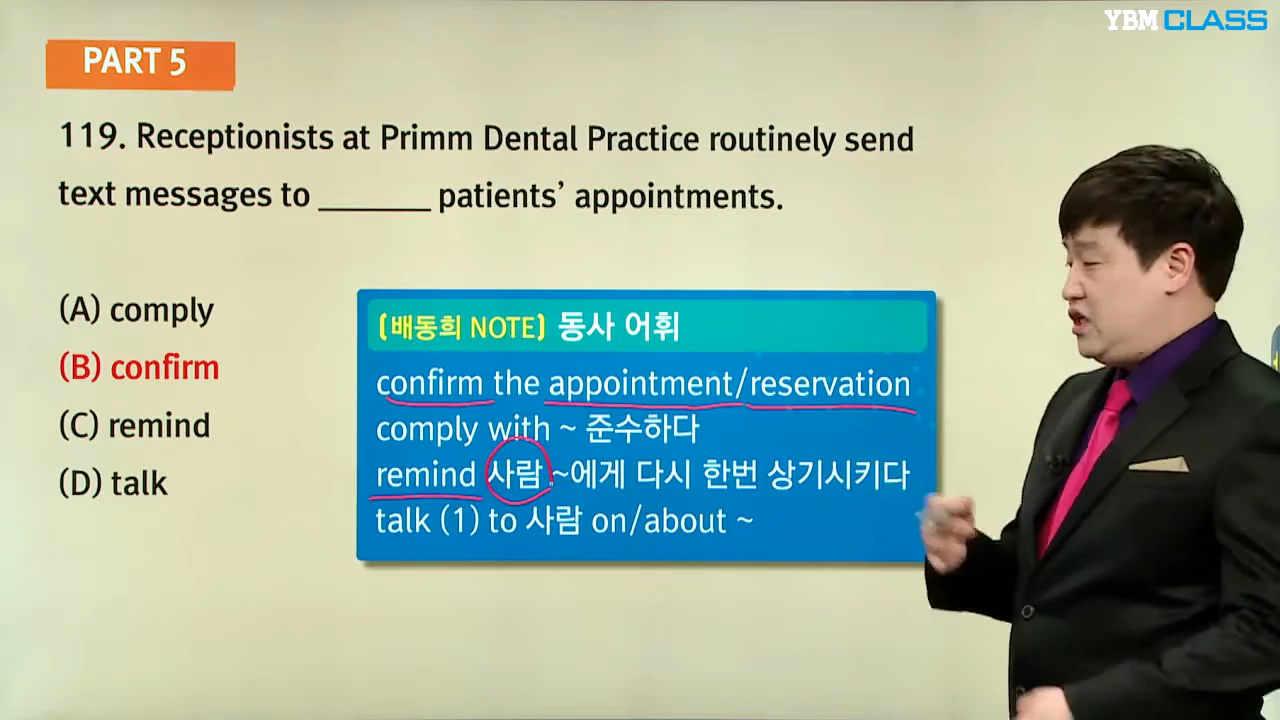 YBM CLASS
PART 5
119. Receptionists at Primm Dental Practice routinely send
text messages to ______ patients’ appointments.
(A) comply
(B) confirm
(C) remind
(D) talk
[배동희 NOTE] 동사 어휘
confirm the appointment/reservation
comply with ~ 준수하다
remind 사람 ~에게 다시 한번 상기시키다
talk (1) to 사람 on/about ~